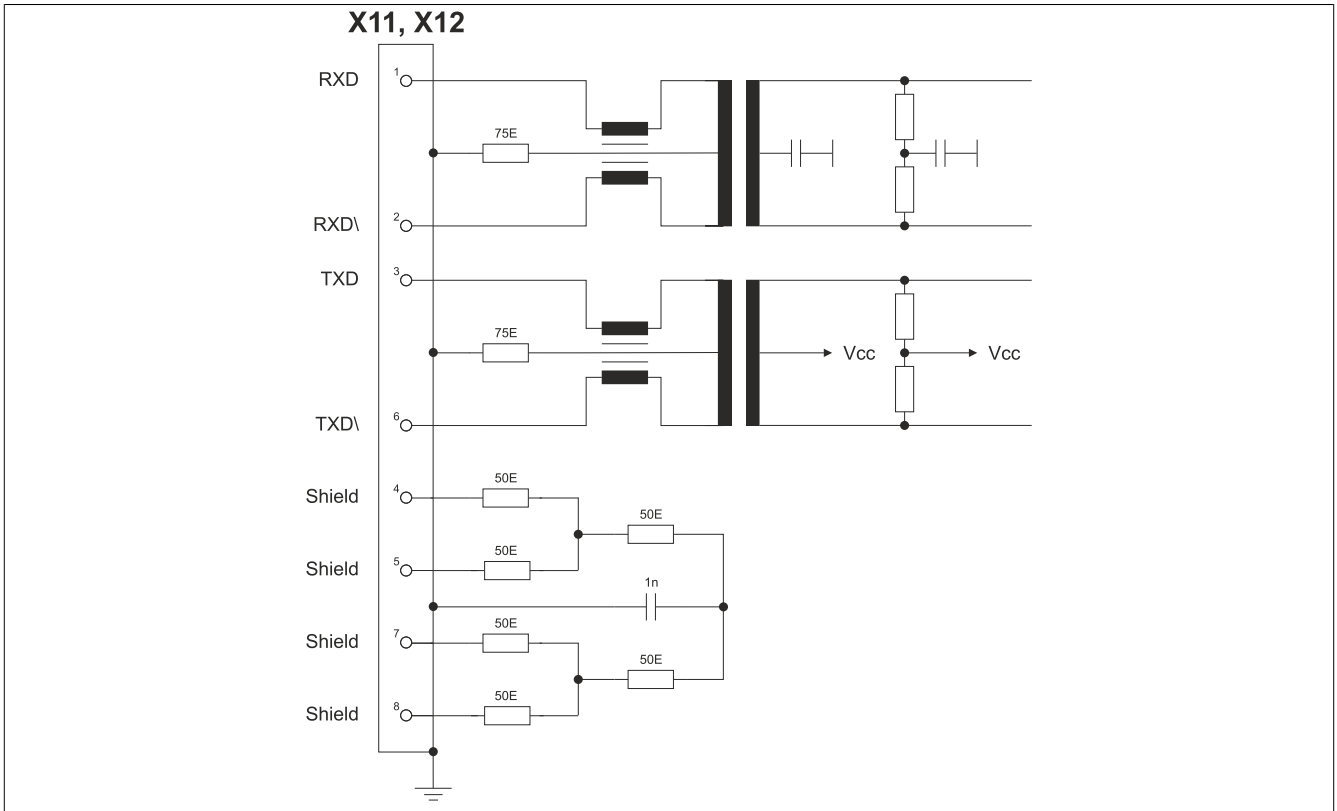 X11, X12
RXD 1
75E
RXD\ 2
TXD 3
75E
Vcc
Vcc
TXD\ 6
Shield 4
50E
50E
Shield 5
50E
1n
Shield 7
50E
50E
Shield 8
50E